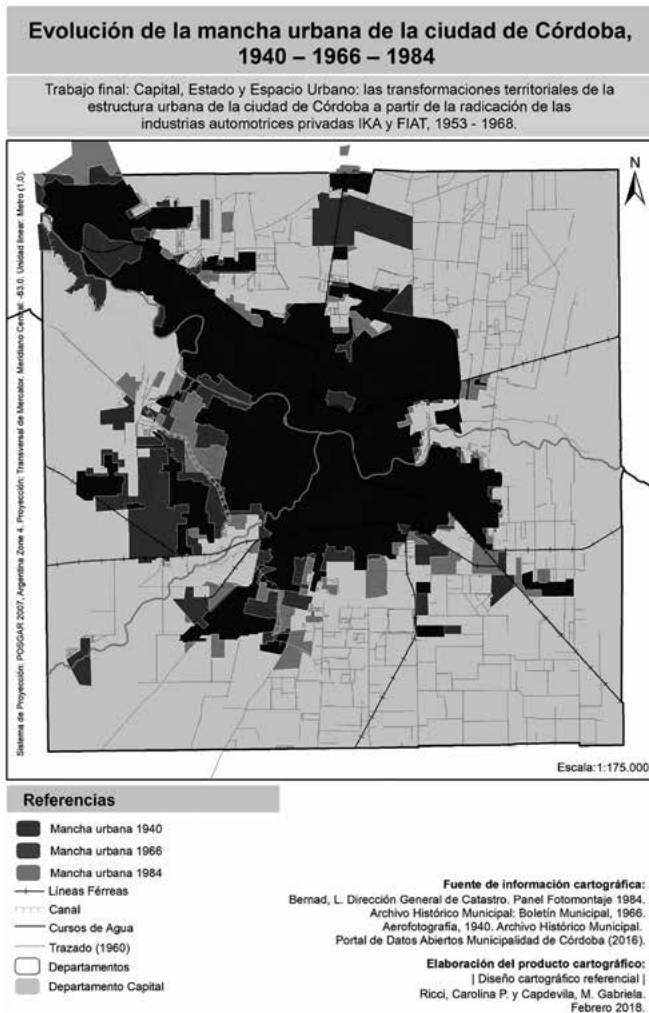 Evolución de la mancha urbana de la ciudad de Córdoba,
1940 – 1966 – 1984
Trabajo final: Capital, Estado y Espacio Urbano: las transformaciones territoriales de la
estructura urbana de la ciudad de Córdoba a partir de la radicación de las
industrias automotrices privadas IKA y FIAT, 1953 - 1968.
Sistema de Proyección: POSGAR 2007, Argentina Zone 4. Proyección: Transversal de Mercator. Meridiano Central: -63,0. Unidad linear: Metro (1,0).
N
Escala:1:175.000
Referencias
Mancha urbana 1940
Mancha urbana 1966
Mancha urbana 1984
Líneas Férreas
Canal
Cursos de Agua
Trazado (1960)
Departamentos
Departamento Capital
Fuente de información cartográfica:
Bernad, L. Dirección General de Catastro. Panel Fotomontaje 1984.
Archivo Histórico Municipal: Boletín Municipal, 1966.
Aerofotografía, 1940. Archivo Histórico Municipal.
Portal de Datos Abiertos Municipalidad de Córdoba (2016).
Elaboración del producto cartográfico:
| Diseño cartográfico referencial |
Ricci, Carolina P. y Capdevila, M. Gabriela.
Febrero 2018.